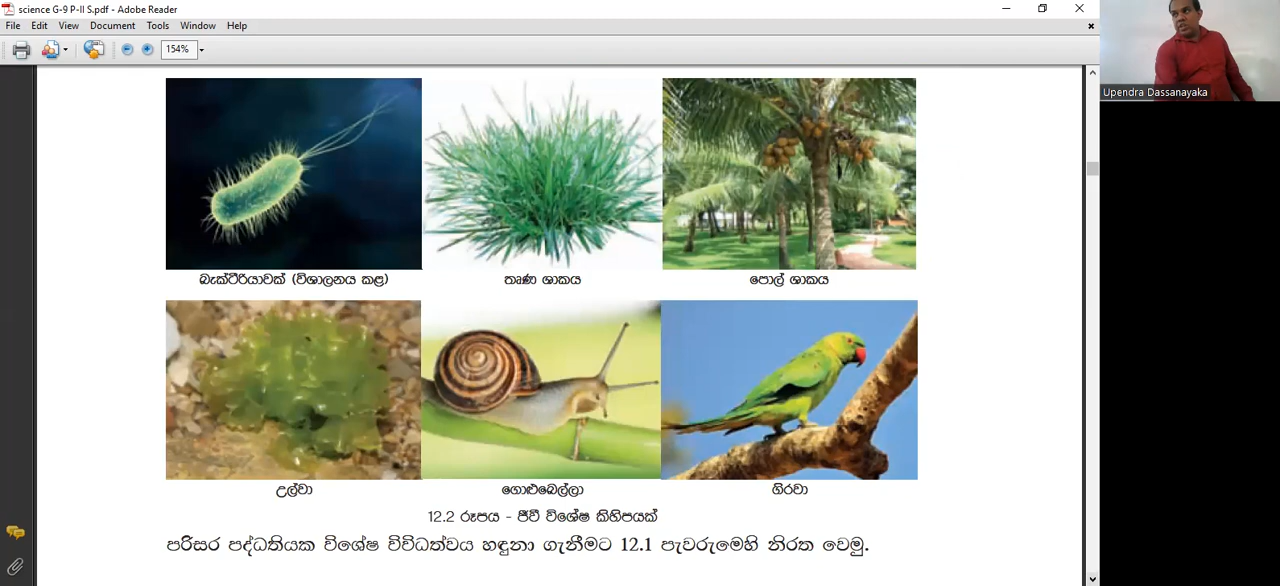 science G-9 P-II S.pdf - Adobe Reader
File Edit View Document Tools Window Help
154%
Upendra Dassanayaka
බැක්ටීරියාවක් (විශාලනය කළ) තෘණ ශාකය පොල් ශාකය
උල්වා ගොළුබෙල්ලා ගිරවා
12.2 රූපය - ජීවී විශේෂ කිහිපයක්
පරිසර පද්ධතියක විශේෂ විවිධත්වය හඳුනා ගැනීමට 12.1 පැවරුමෙහි නිරත වෙමු.